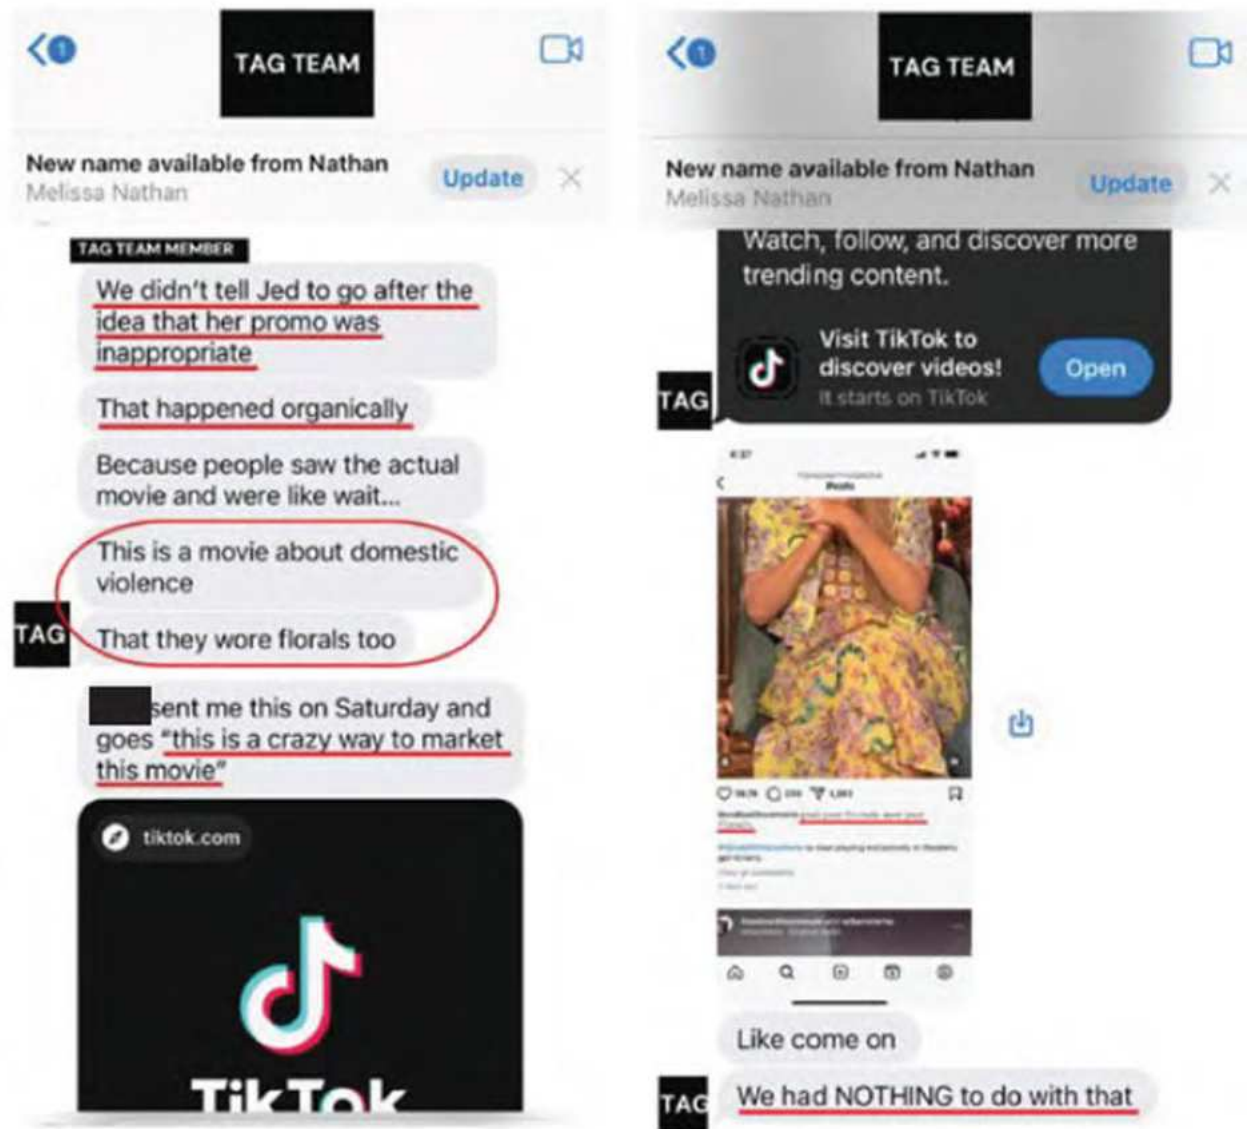 1
TAG TEAM
New name available from Nathan
Melissa Nathan
Update
TAG TEAM MEMBER
We didn't tell Jed to go after the
idea that her promo was
inappropriate
That happened organically
Because people saw the actual
movie and were like wait...
This is a movie about domestic
violence
TAG
That they wore florals too
sent me this on Saturday and
goes "this is a crazy way to market
this movie"
tiktok.com
TikTok
1
TAG TEAM
New name available from Nathan
Melissa Nathan
Update
Watch, follow, and discover more
trending content.
Visit TikTok to
discover videos!
It starts on TikTok
Open
TAG
Posts
Like come on
TAG
We had NOTHING to do with that